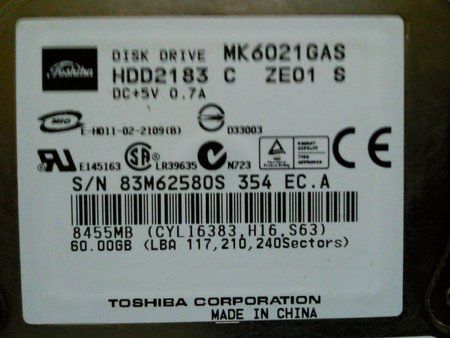 Toshiba
DISK DRIVE MK6021GAS
HDD2183 C ZE01 S
DC+5V 0.7A
E-H011-02-2109(B) D33003
E145163 LR39635 N723
S/N 83M62580S 354 EC.A
8455MB (CYL16383,H16,S63)
60.00GB (LBA 117,210,240Sectors)
TOSHIBA CORPORATION
MADE IN CHINA